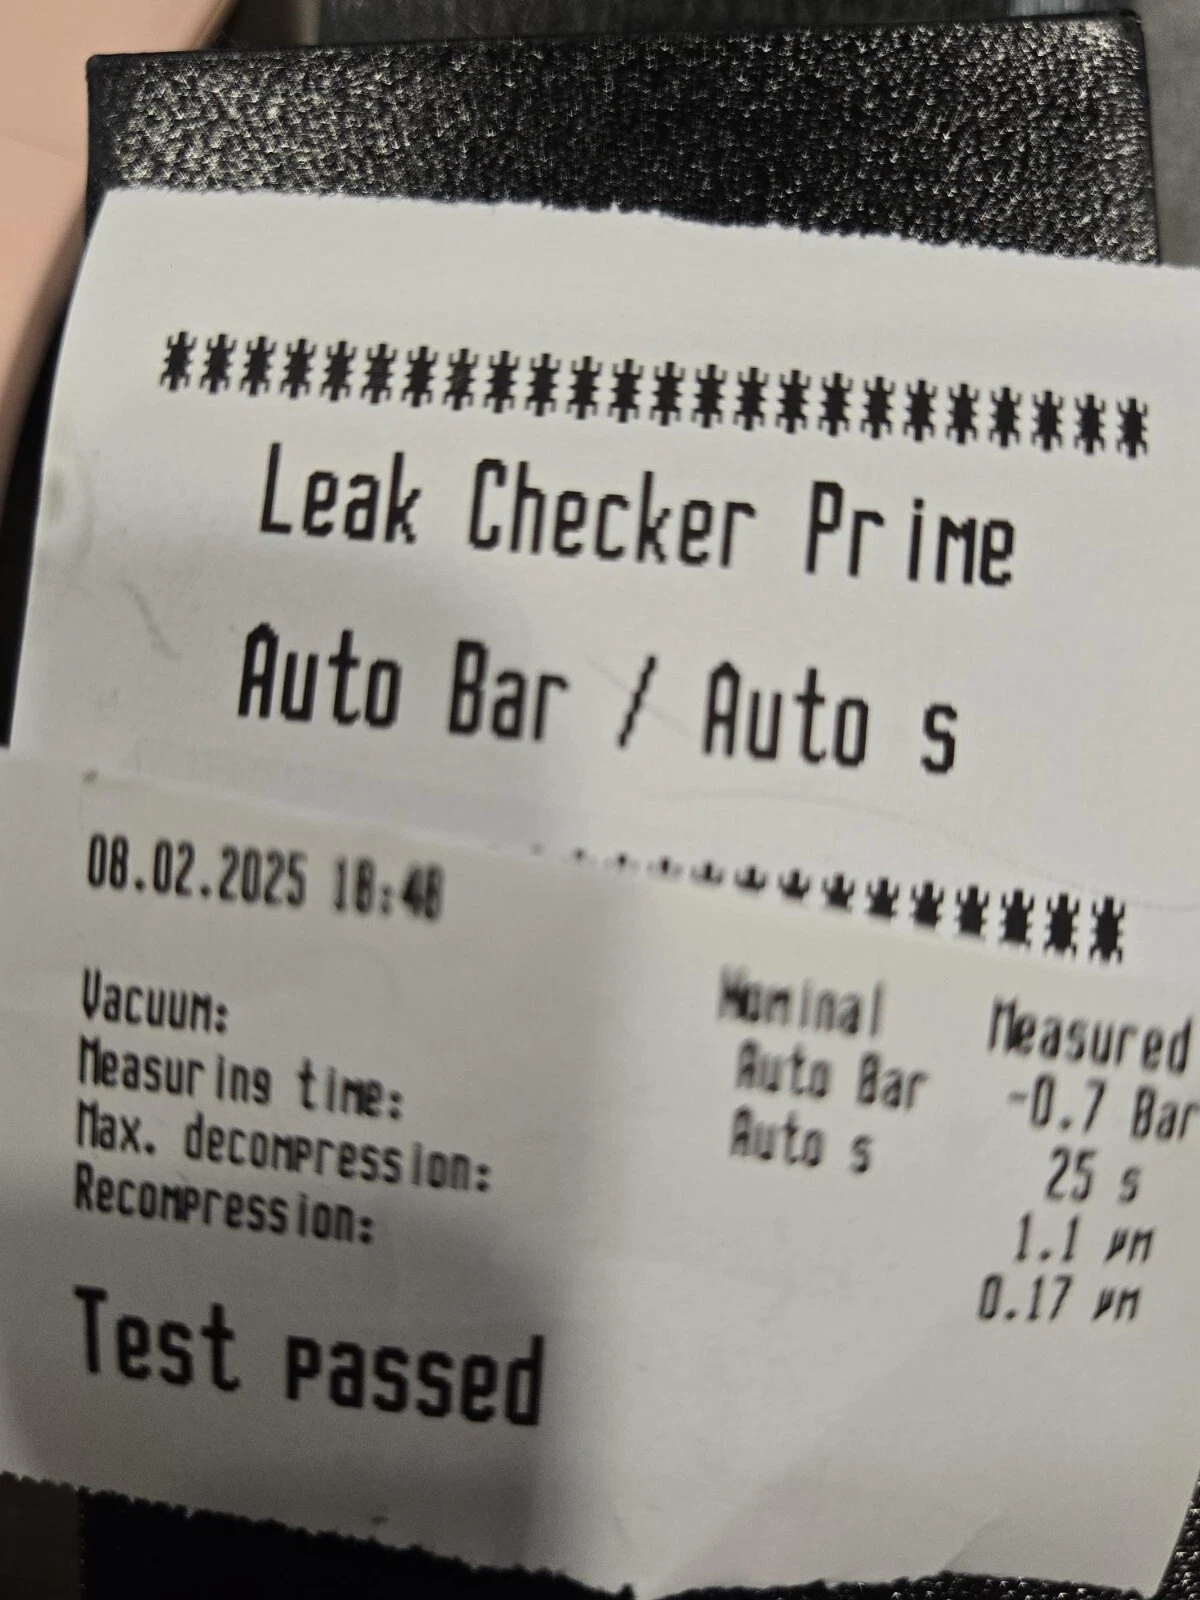 ************************
Leak Checker Prime
Auto Bar / Auto s
**************
08.02.2025 18:48
Nominal Measured
Vacuum: Auto Bar -0.7 Bar
Measuring time: Auto s 25 s
Max. decompression: 1.1 µm
Recompression: 0.17 µm
Test passed